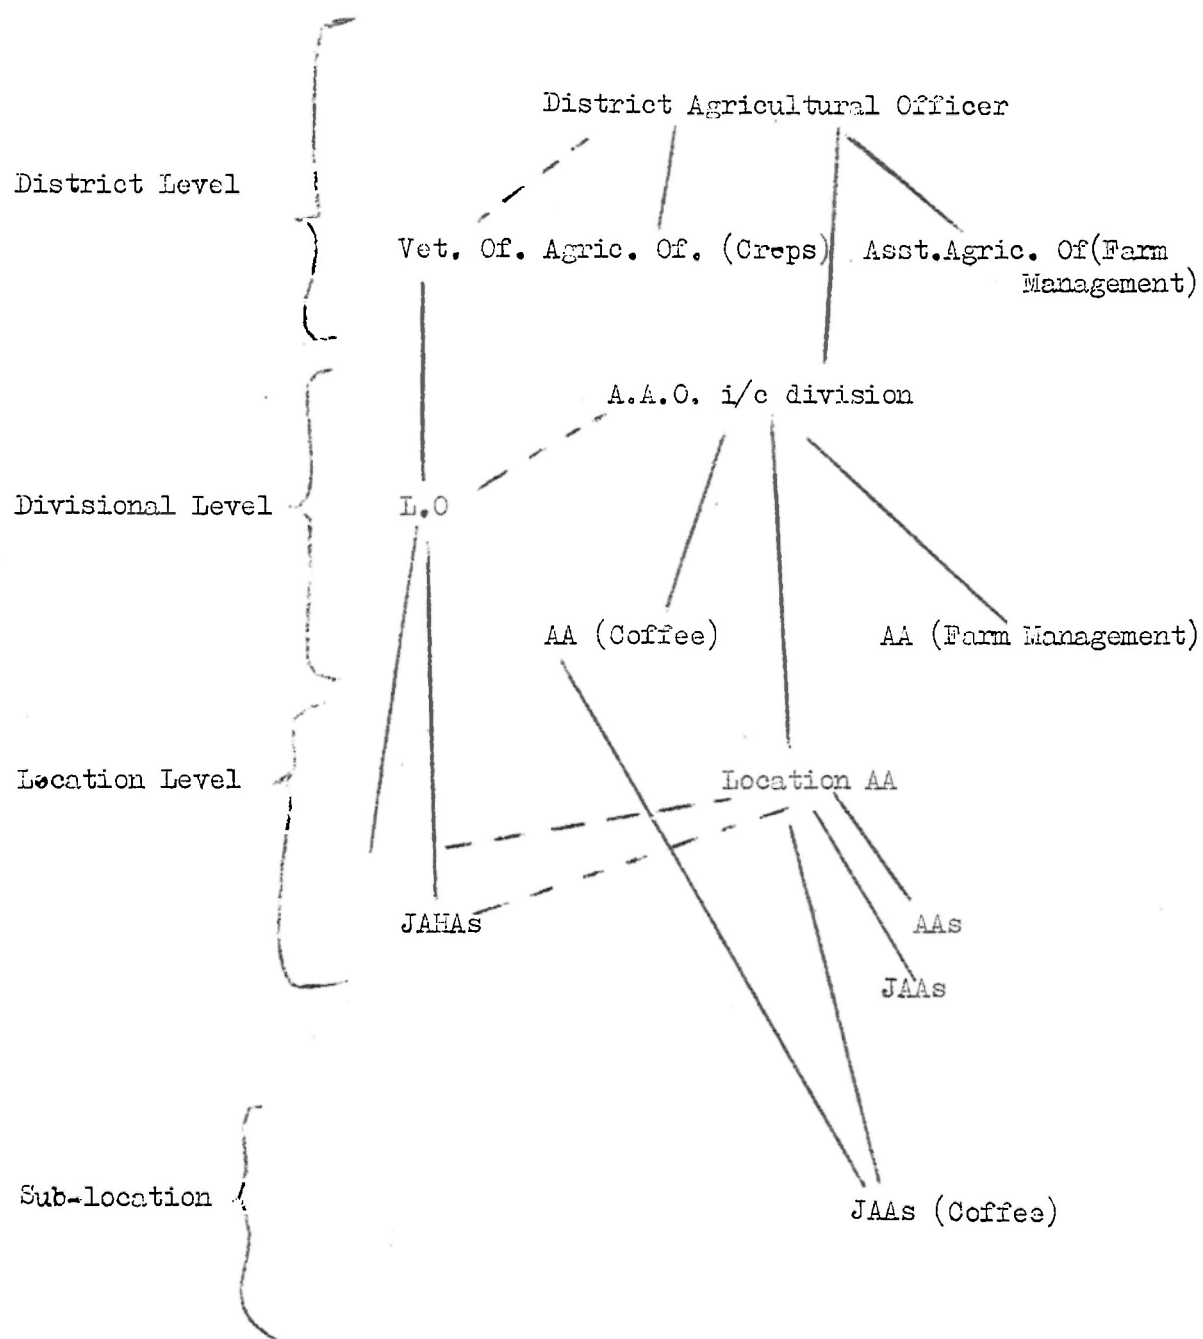 District Agricultural Officer
District Level
Vet. Of. Agric. Of. (Crops) Asst.Agric. Of(Farm
Management)
A.A.O. i/c division
Divisional Level
L.O
AA (Coffee)
AA (Farm Management)
Location Level
Location AA
JAHAs
AAs
JAAs
Sub-location
JAAs (Coffee)